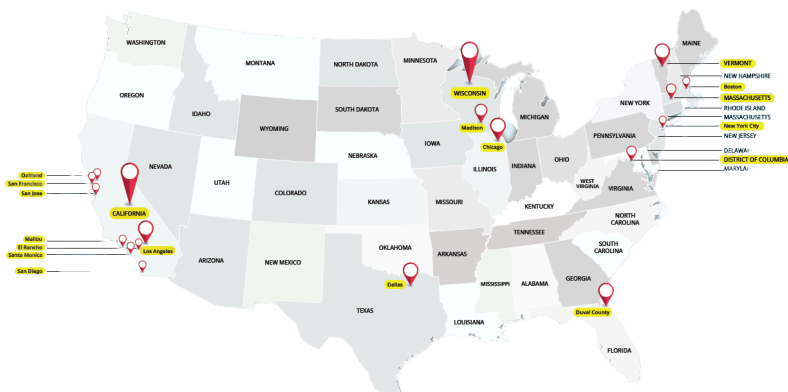 WASHINGTON
OREGON
IDAHO
MONTANA
NORTH DAKOTA
SOUTH DAKOTA
WYOMING
NEVADA
UTAH
COLORADO
NEBRASKA
KANSAS
MINNESOTA
IOWA
MISSOURI
WISCONSIN
Madison
Chicago
ILLINOIS
MICHIGAN
INDIANA
OHIO
KENTUCKY
WEST
VIRGINIA
VIRGINIA
PENNSYLVANIA
NEW YORK
MAINE
VERMONT
NEW HAMPSHIRE
Boston
MASSACHUSETTS
RHODE ISLAND
MASSACHUSETTS
New York City
NEW JERSEY
DELAWAR
DISTRICT OF COLUMBIA
MARYLAN
Oakland
San Francisco
San Jose
CALIFORNIA
Malibu
El Rancho
Santa Monica
Los Angeles
San Diego
ARIZONA
NEW MEXICO
TEXAS
Dallas
OKLAHOMA
ARKANSAS
LOUISIANA
MISSISSIPPI
ALABAMA
TENNESSEE
NORTH
CAROLINA
SOUTH
CAROLINA
GEORGIA
Duval County
FLORIDA